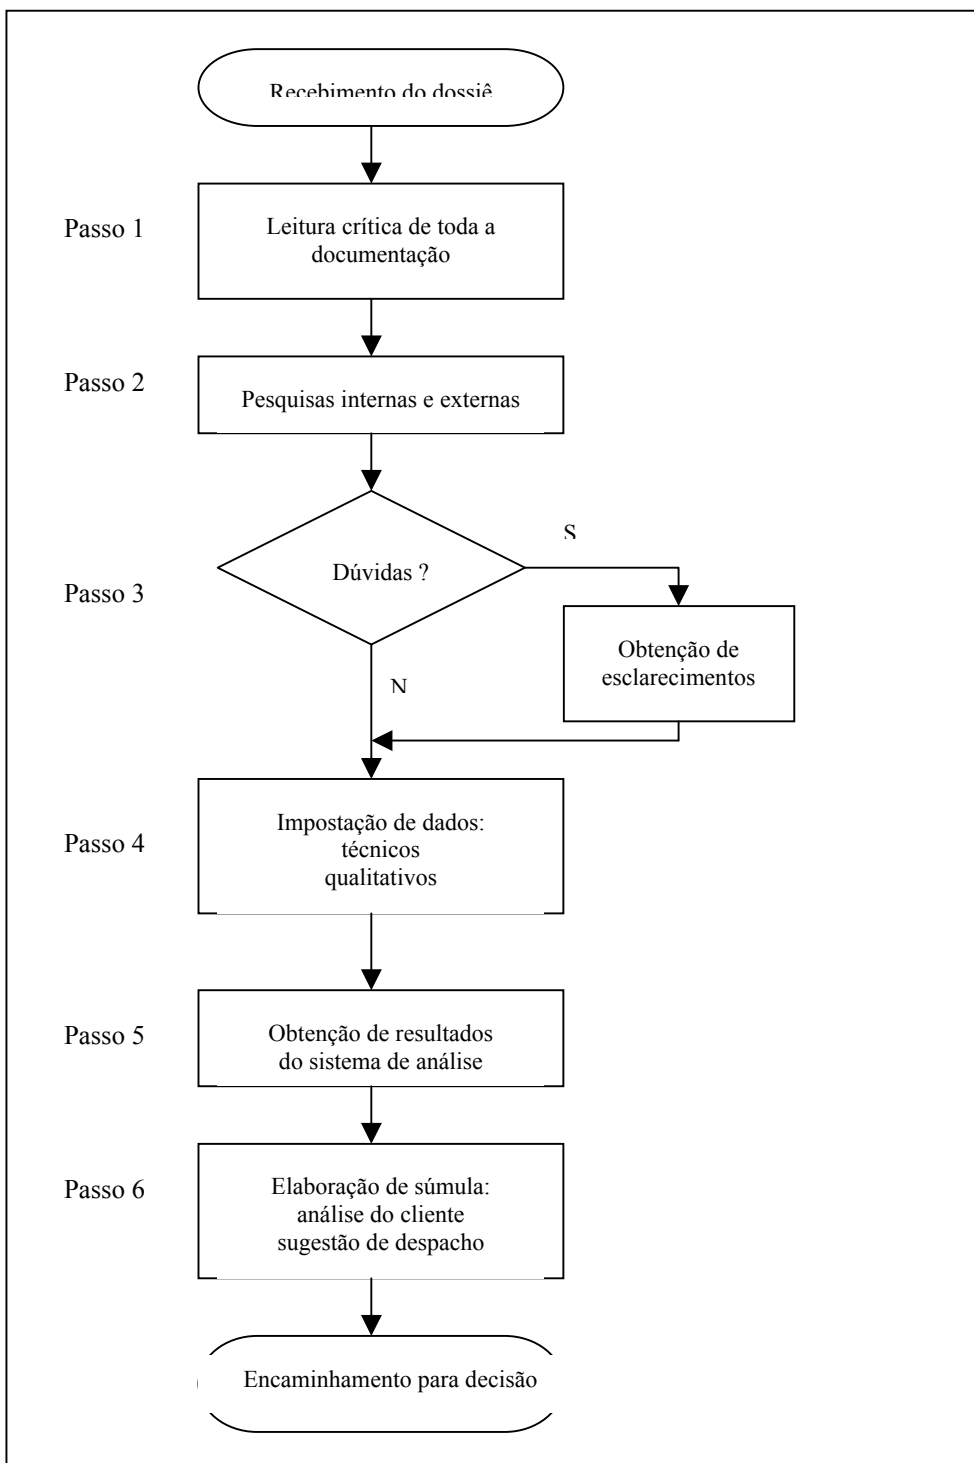 Recebimento do dossiê
Passo 1
Leitura crítica de toda a
documentação
Passo 2
Pesquisas internas e externas
S
Dúvidas ?
Passo 3
Obtenção de
esclarecimentos
N
Impostação de dados:
Passo 4
técnicos
qualitativos
Passo 5
Obtenção de resultados
do sistema de análise
Passo 6
Elaboração de súmula:
análise do cliente
sugestão de despacho
Encaminhamento para decisão